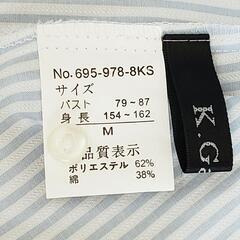 No.695-978-8KS
サイズ
バスト 79~87
身長 154~162
M
品質表示
ポリエステル 62%
綿 38%
K.G